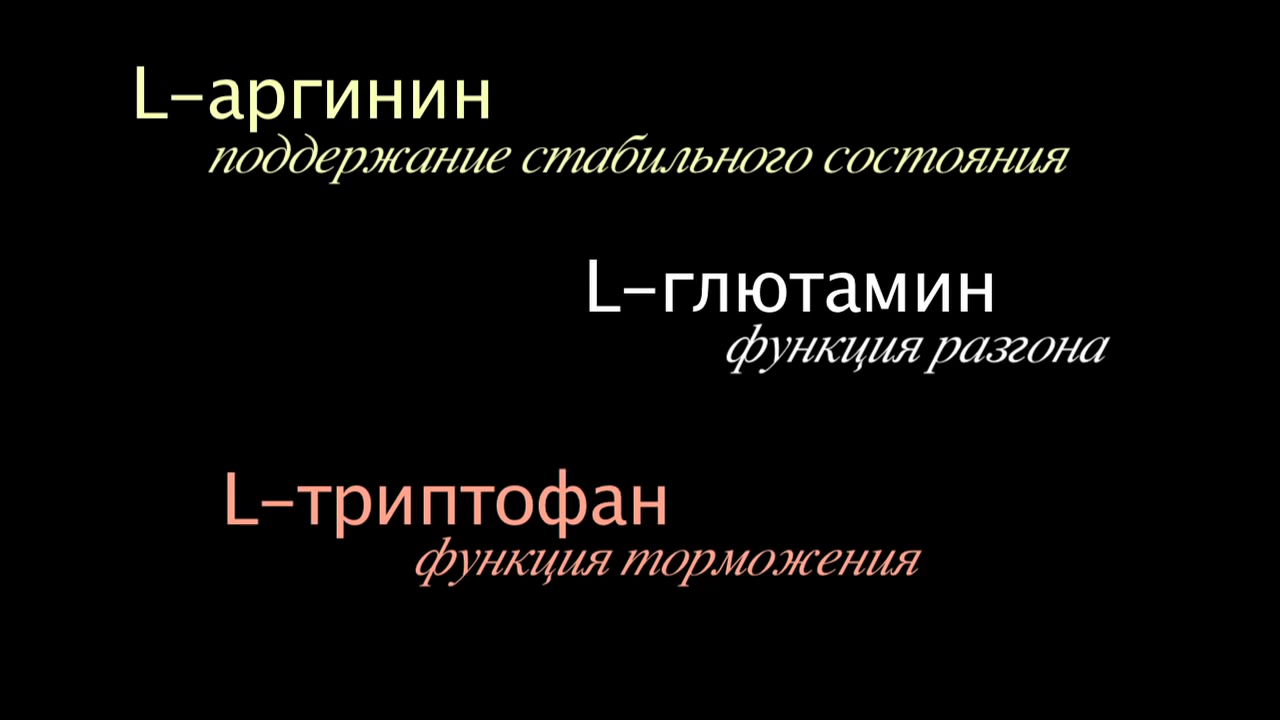 L-аргинин
поддержание стабильного состояния
L-глютамин
функция разгона
L-триптофан
функция торможения